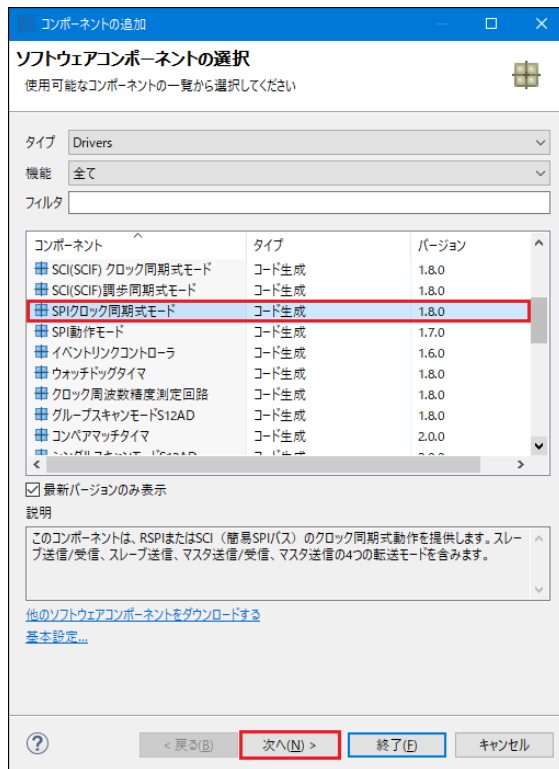 コンポーネントの追加
ソフトウェアコンポーネントの選択
使用可能なコンポーネントの一覧から選択してください
タイプ Drivers
機能 全て
フィルタ
コンポーネント タイプ バージョン
SCI(SCIF) クロック同期式モード コード生成 1.8.0
SCI(SCIF)調歩同期式モード コード生成 1.8.0
SPIクロック同期式モード コード生成 1.8.0
SPI動作モード コード生成 1.7.0
イベントリンクコントローラ コード生成 1.6.0
ウォッチドッグタイマ コード生成 1.8.0
クロック周波数精度測定回路 コード生成 1.8.0
グループスキャンモードS12AD コード生成 1.8.0
コンペアマッチタイマ コード生成 2.0.0
最新バージョンのみ表示
説明
このコンポーネントは、RSPIまたはSCI（簡易SPIバス）のクロック同期式動作を提供します。スレー
ブ送信/受信、スレーブ送信、マスタ送信/受信、マスタ送信の4つの転送モードを含みます。
他のソフトウェアコンポーネントをダウンロードする
基本設定...
< 戻る(B) 次へ(N) > 終了(F) キャンセル